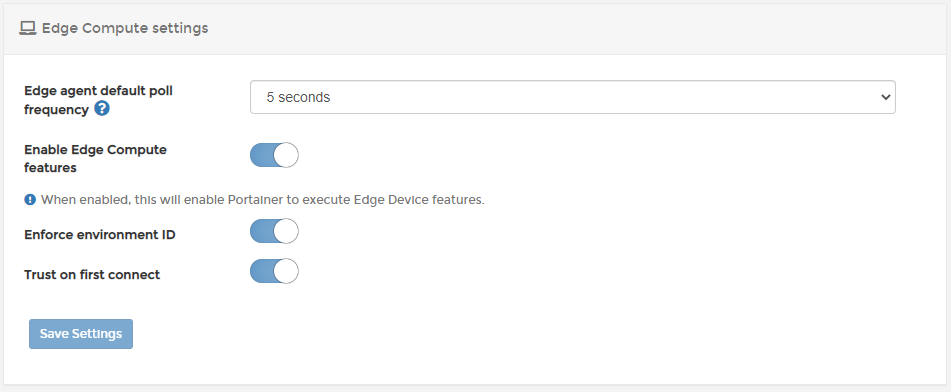 Edge Compute settings
Edge agent default poll
frequency
5 seconds
Enable Edge Compute
features
When enabled, this will enable Portainer to execute Edge Device features.
Enforce environment ID
Trust on first connect
Save Settings